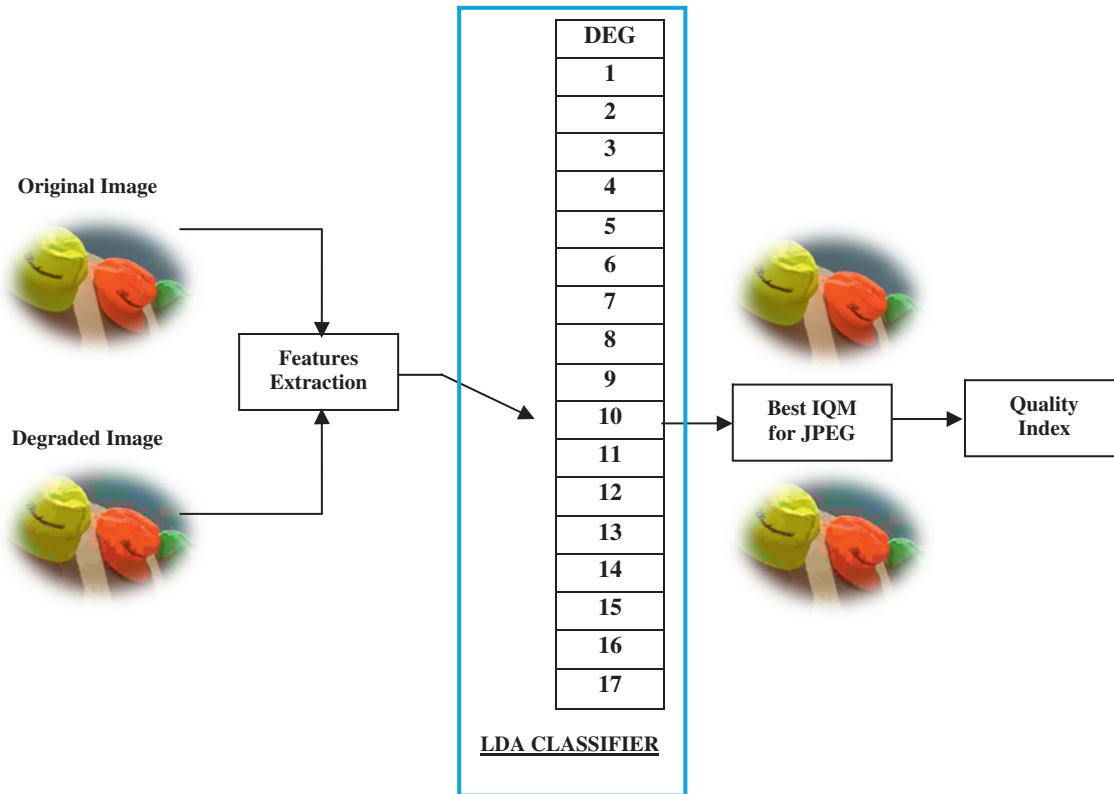 Original Image
Degraded Image
Features
Extraction
DEG
1
2
3
4
5
6
7
8
9
10
11
12
13
14
15
16
17
LDA CLASSIFIER
Best IQM
for JPEG
Quality
Index